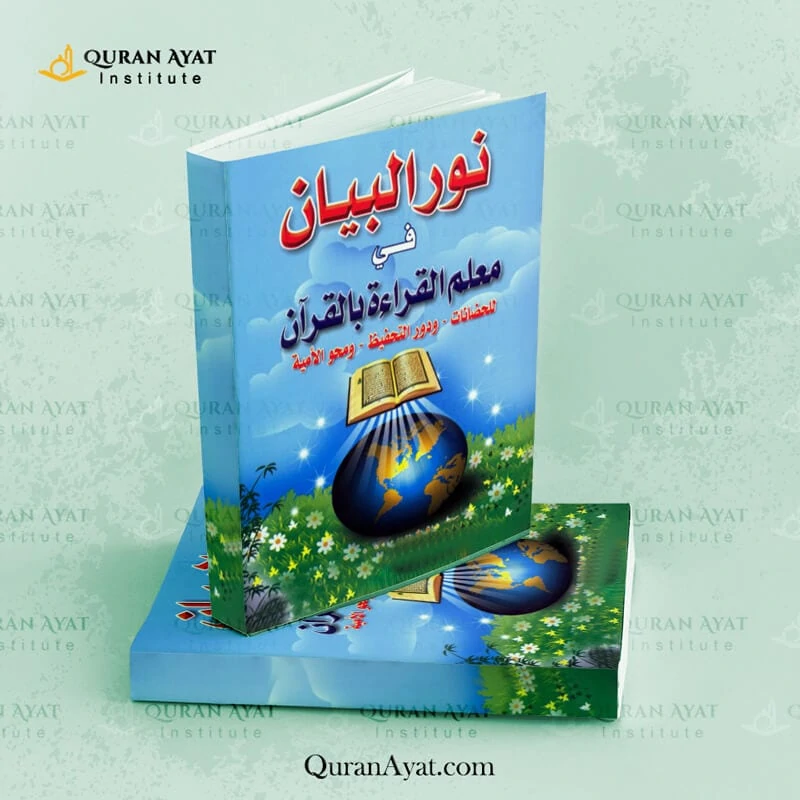 QURAN AYAT
Institute
نور البيان
في
معلم القراءة بالقرآن
للحضانات - ودور التحفيظ - ومحو الأمية
QuranAyat.com